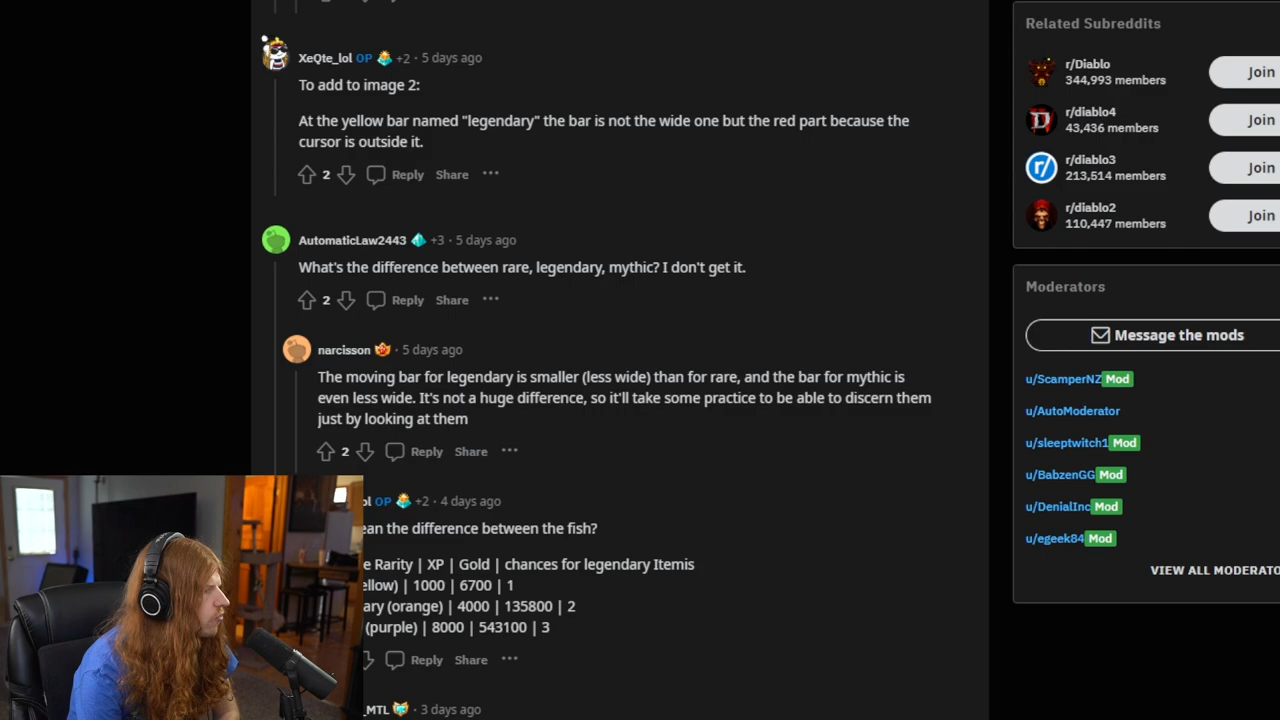 XeQte_lol OP +2 · 5 days ago
To add to image 2:
At the yellow bar named "legendary" the bar is not the wide one but the red part because the
cursor is outside it.
2 Reply Share ···
AutomaticLaw2443 +3 · 5 days ago
What's the difference between rare, legendary, mythic? I don't get it.
2 Reply Share ···
narcisson · 5 days ago
The moving bar for legendary is smaller (less wide) than for rare, and the bar for mythic is
even less wide. It's not a huge difference, so it'll take some practice to be able to discern them
just by looking at them
2 Reply Share ···
ol OP +2 · 4 days ago
ean the difference between the fish?
e Rarity | XP | Gold | chances for legendary Itemis
ellow) | 1000 | 6700 | 1
ary (orange) | 4000 | 135800 | 2
(purple) | 8000 | 543100 | 3
Reply Share ···
_MTL · 3 days ago
Related Subreddits
r/Diablo
344,993 members
Join
r/diablo4
43,436 members
Join
r/ r/diablo3
213,514 members
Join
r/diablo2
110,447 members
Join
Moderators
Message the mods
u/ScamperNZ Mod
u/AutoModerator
u/sleeptwitch1 Mod
u/BabzenGG Mod
u/DenialInc Mod
u/egeek84 Mod
VIEW ALL MODERATO